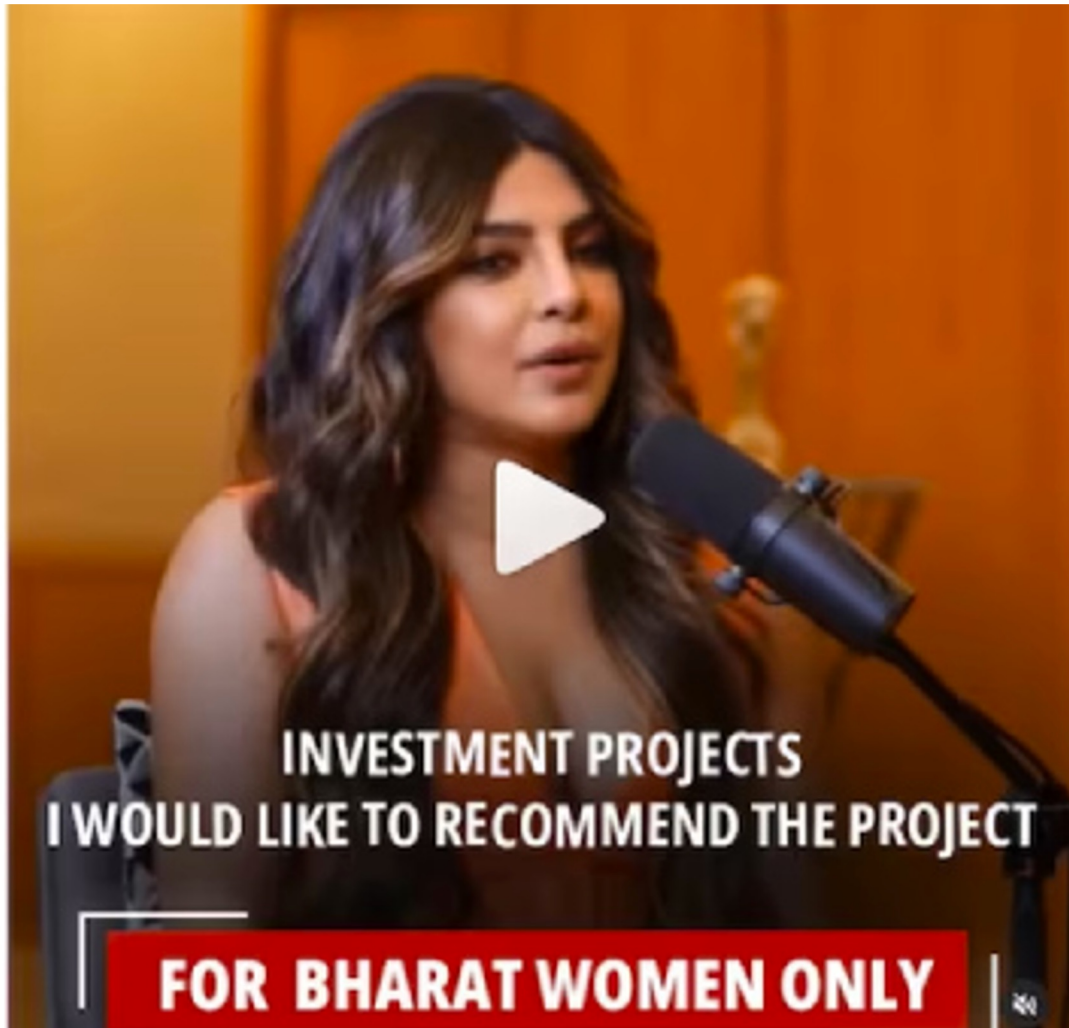 INVESTMENT PROJECTS
I WOULD LIKE TO RECOMMEND THE PROJECT
FOR BHARAT WOMEN ONLY